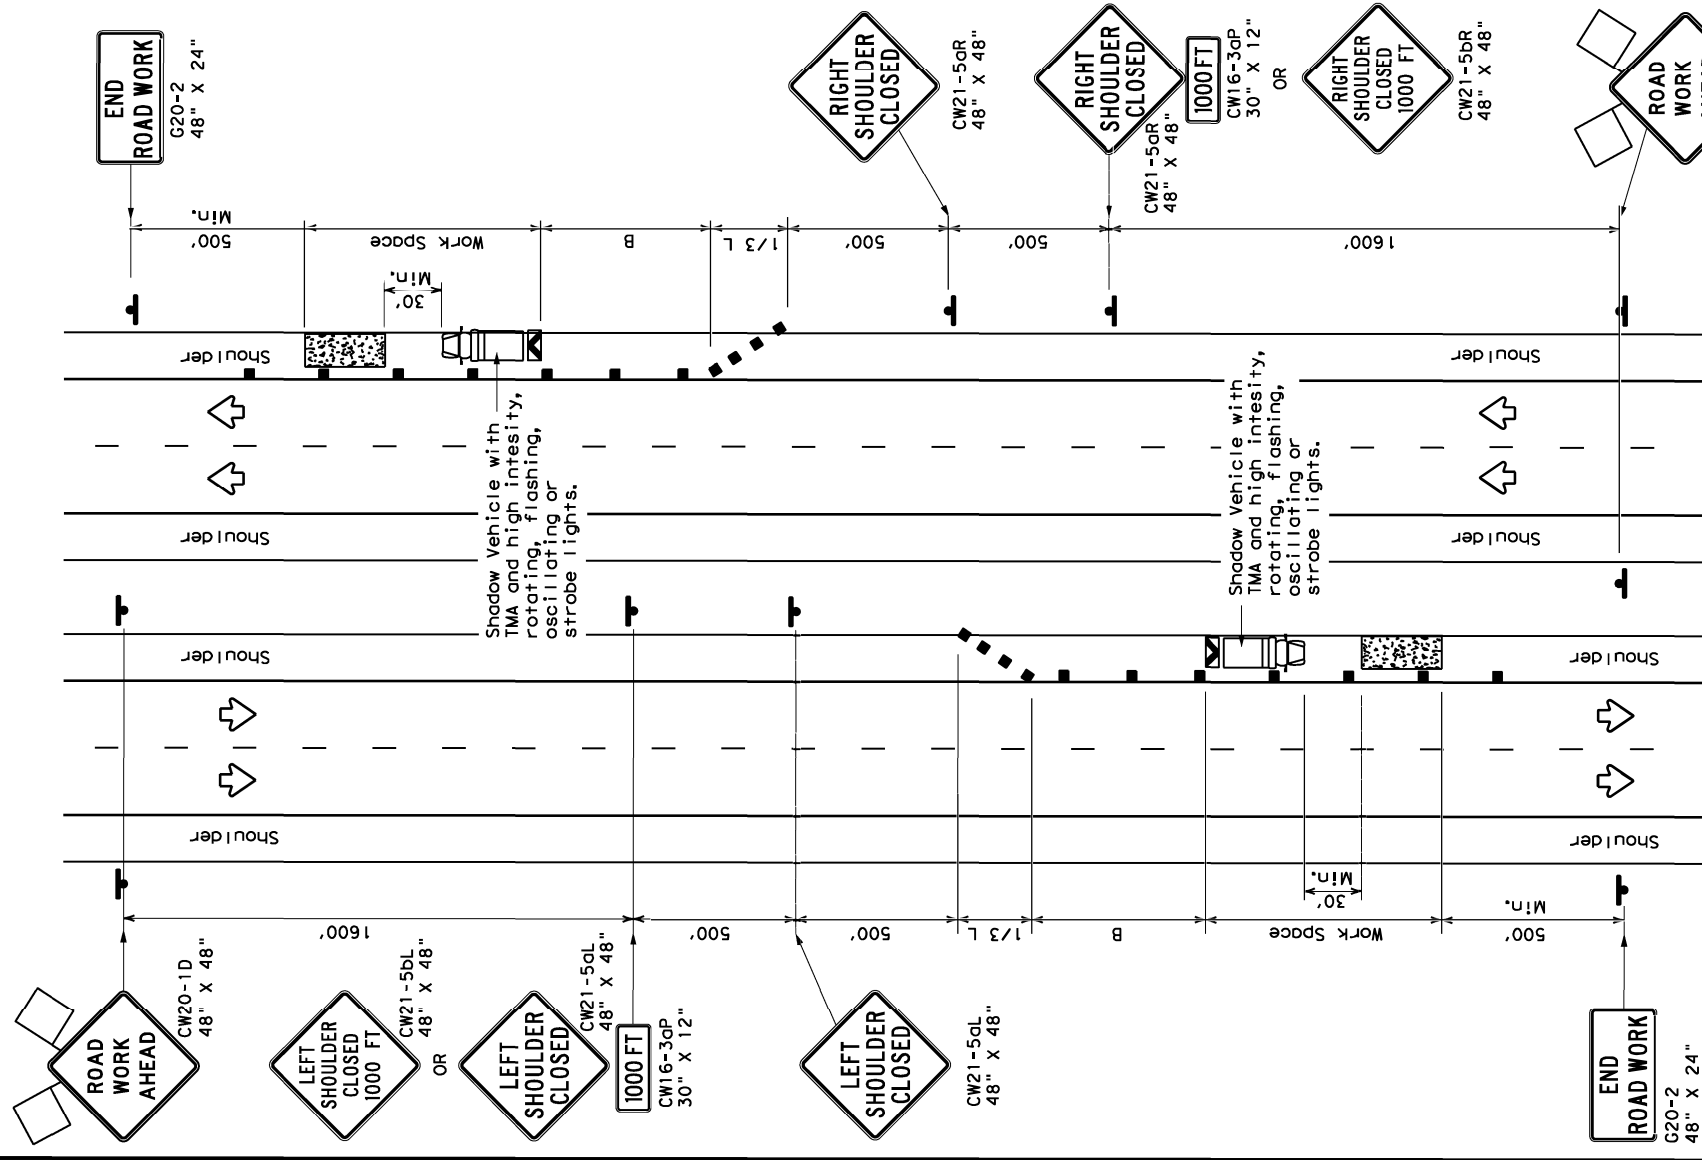 END
ROAD WORK
G20-2
48" X 24"
RIGHT
SHOULDER
CLOSED
CW21-5aR
48" X 48"
RIGHT
SHOULDER
CLOSED
CW21-5aR
48" X 48"
1000 FT
CW16-3aP
30" X 12"
OR
RIGHT
SHOULDER
CLOSED
1000 FT
CW21-5bR
48" X 48"
ROAD
WORK
500'
Min.
Work Space
B
1/3 L
500'
500'
1600'
30'
Min.
Shoulder
Shoulder
Shadow Vehicle with
TMA and high intesity,
rotating, flashing,
oscillating or
strobe lights.
Shadow Vehicle with
TMA and high intesity,
rotating, flashing,
oscillating or
strobe lights.
Shoulder
Shoulder
Shoulder
Shoulder
Shoulder
Shoulder
30'
Min.
1600'
500'
500'
1/3 L
B
Work Space
500'
Min.
ROAD
WORK
AHEAD
CW20-1D
48" X 48"
LEFT
SHOULDER
CLOSED
1000 FT
CW21-5bL
48" X 48"
OR
LEFT
SHOULDER
CLOSED
CW21-5aL
48" X 48"
1000 FT
CW16-3aP
30" X 12"
LEFT
SHOULDER
CLOSED
CW21-5aL
48" X 48"
END
ROAD WORK
G20-2
48" X 24"